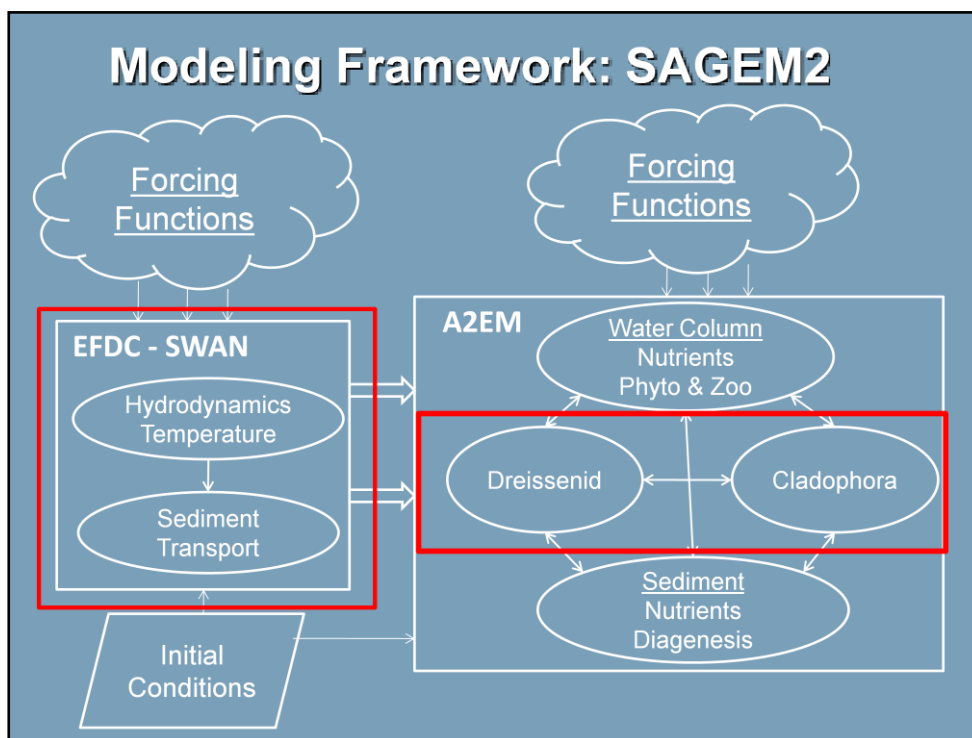 Modeling Framework: SAGEM2
Forcing
Functions
Forcing
Functions
EFDC - SWAN
Hydrodynamics
Temperature
Sediment
Transport
Initial
Conditions
A2EM
Water Column
Nutrients
Phyto & Zoo
Dreissenid
Cladophora
Sediment
Nutrients
Diagenesis